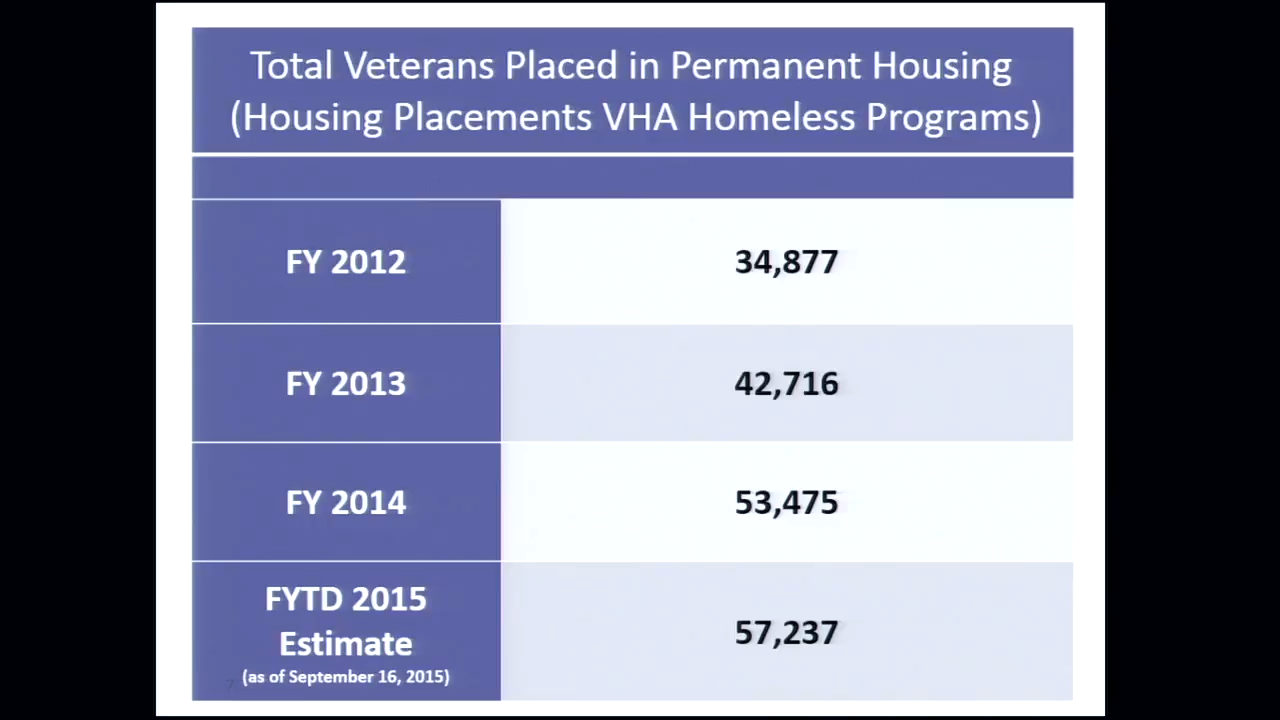 Total Veterans Placed in Permanent Housing
(Housing Placements VHA Homeless Programs)
FY 2012
34,877
FY 2013
42,716
FY 2014
53,475
FYTD 2015
Estimate
(as of September 16, 2015)
57,237
7